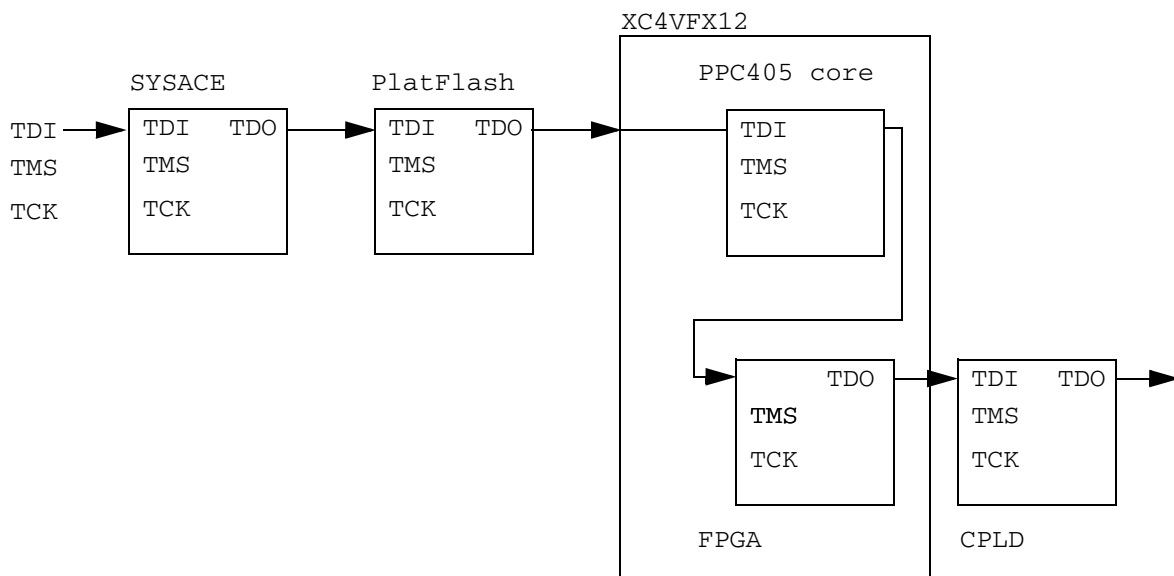 XC4VFX12
PPC405 core
SYSACE
PlatFlash
TDI
TMS
TCK
TDI TDO
TMS
TCK
TDI TDO
TMS
TCK
TDI
TMS
TCK
TDO
TMS
TCK
TDI TDO
TMS
TCK
FPGA
CPLD